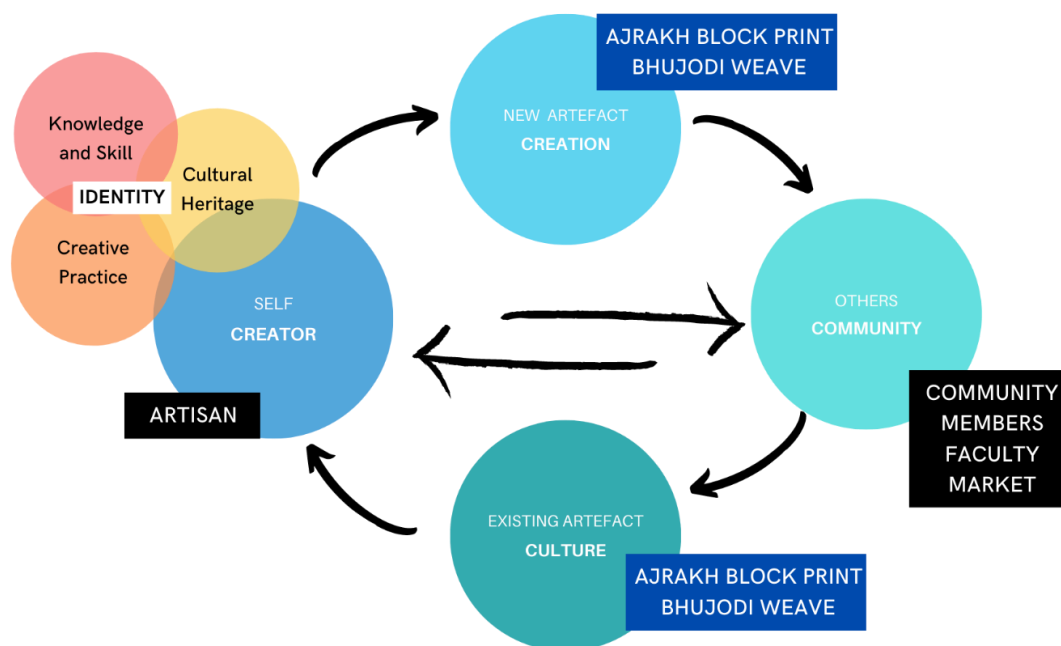 AJRAKH BLOCK PRINT
BHUJODI WEAVE
NEW ARTEFACT
CREATION
Knowledge
and Skill
IDENTITY
Cultural
Heritage
Creative
Practice
SELF
CREATOR
ARTISAN
OTHERS
COMMUNITY
COMMUNITY
MEMBERS
FACULTY
MARKET
EXISTING ARTEFACT
CULTURE
AJRAKH BLOCK PRINT
BHUJODI WEAVE